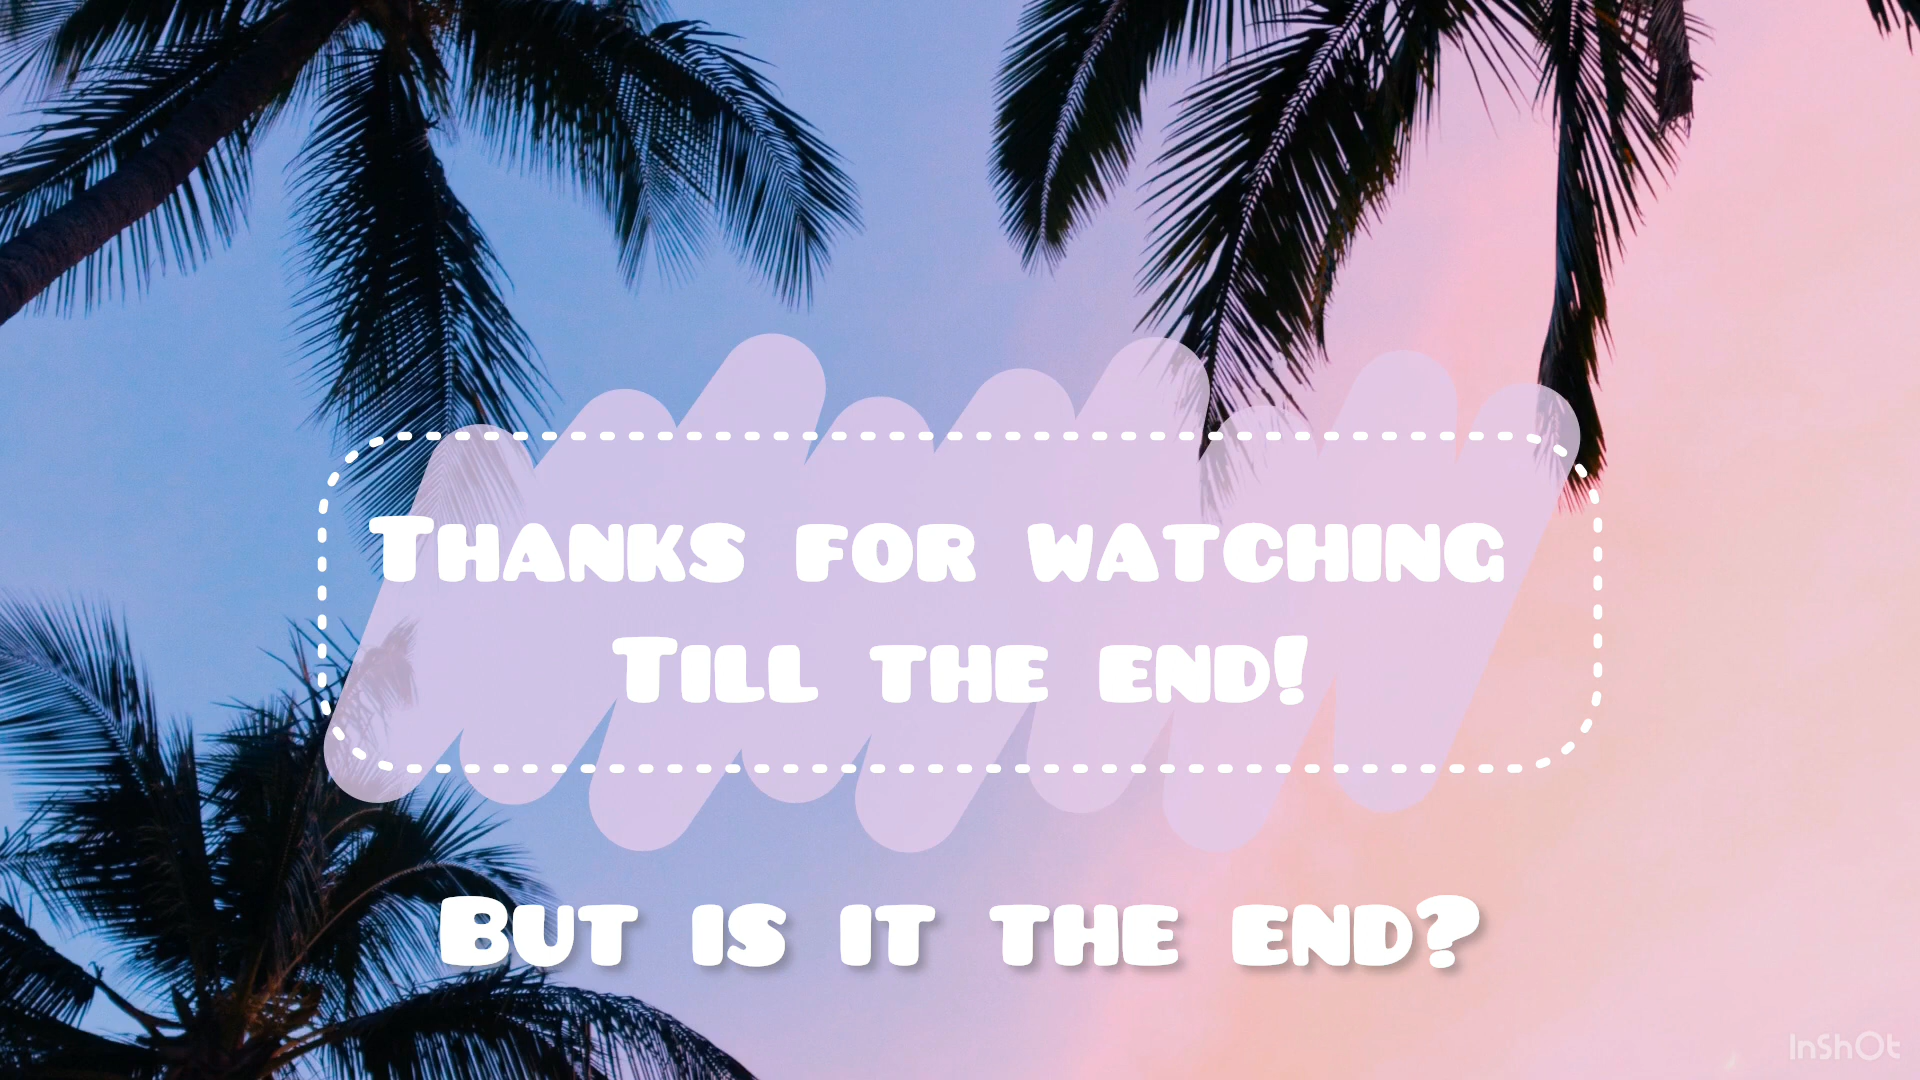 Thanks for watching
Till the end!
But is it the end?
InShOt